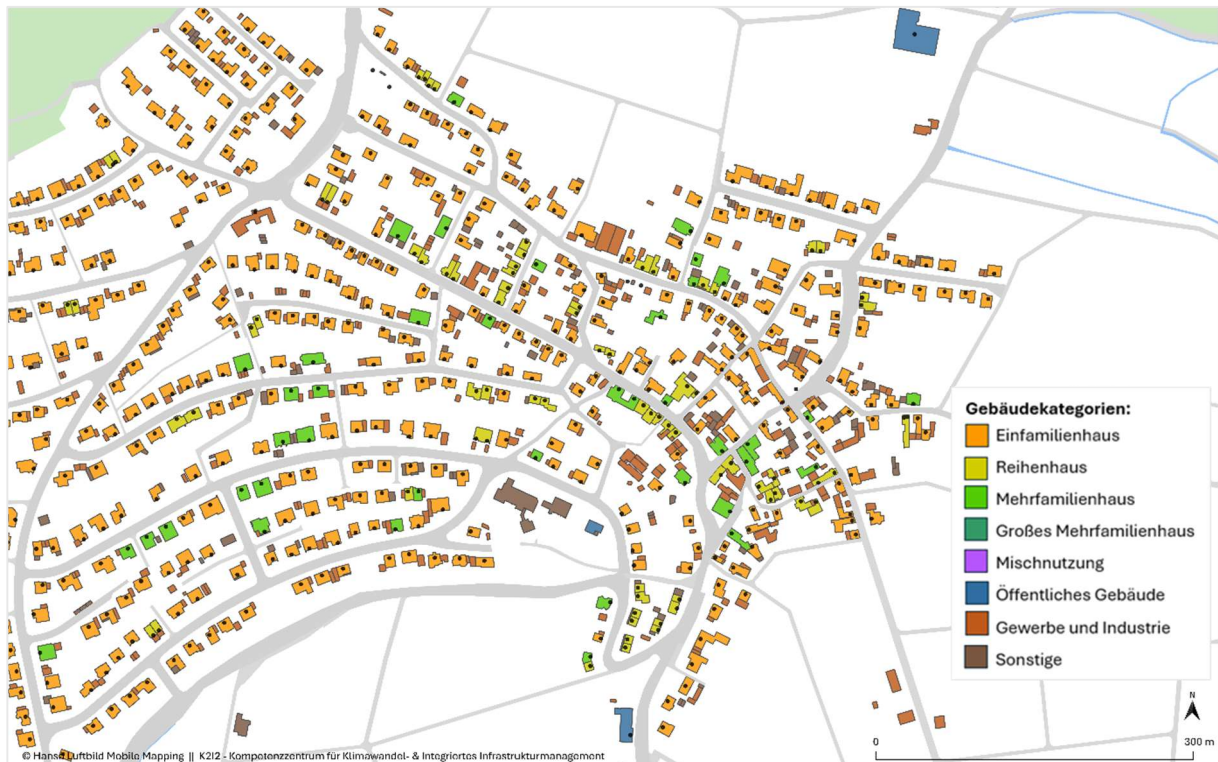 Gebäudekategorien:
Einfamilienhaus
Reihenhaus
Mehrfamilienhaus
Großes Mehrfamilienhaus
Mischnutzung
Öffentliches Gebäude
Gewerbe und Industrie
Sonstige
N
0 300 m
© Hansa Luftbild Mobile Mapping || K2I2 - Kompetenzzentrum für Klimawandel- & Integriertes Infrastrukturmanagement